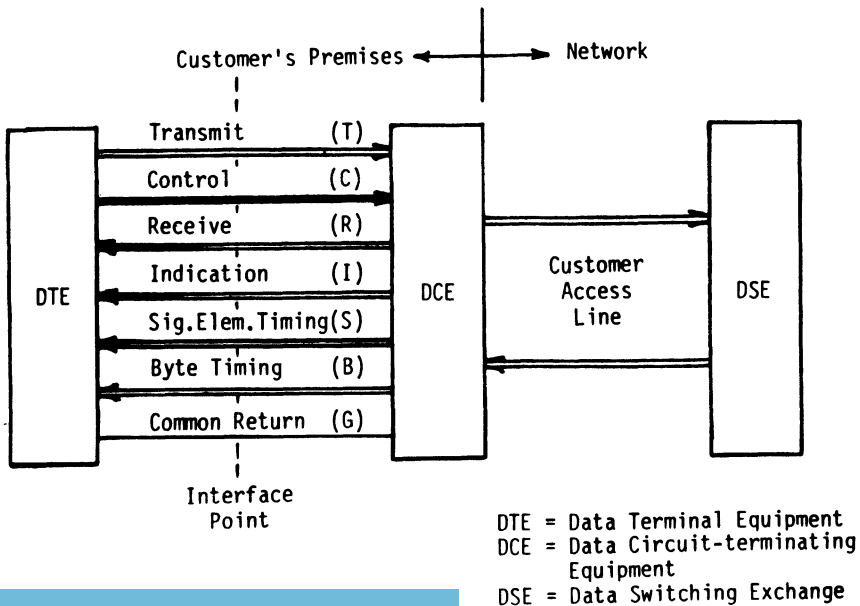 Customer's Premises
Network
Transmit (T)
Control (C)
Receive (R)
Indication (I)
Sig.Elem.Timing(S)
Byte Timing (B)
Common Return (G)
DTE
DCE
Customer
Access
Line
DSE
Interface
Point
DTE = Data Terminal Equipment
DCE = Data Circuit-terminating
Equipment
DSE = Data Switching Exchange